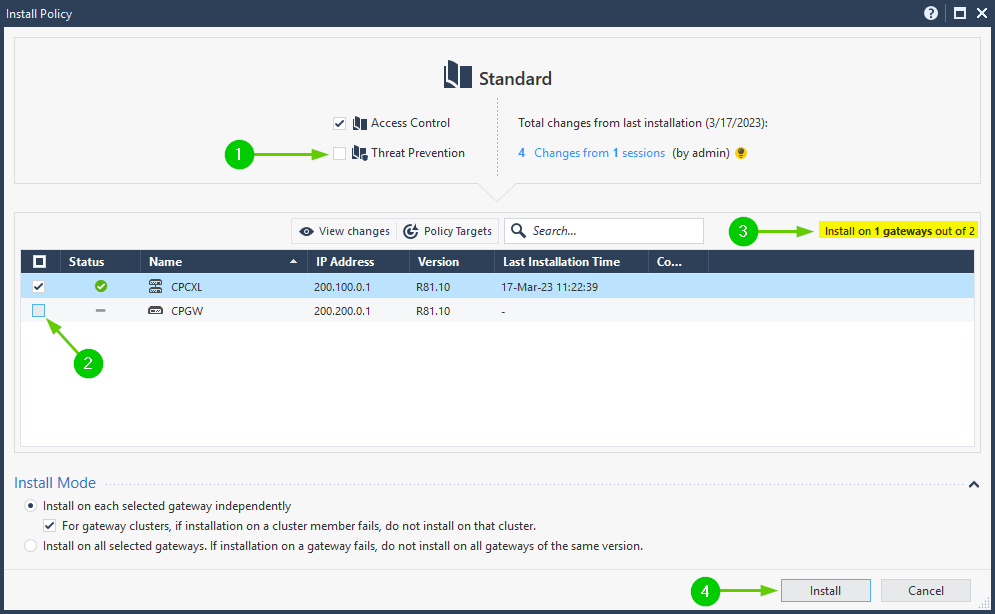 Install Policy
Standard
Access Control
Total changes from last installation (3/17/2023):
1
Threat Prevention
4 Changes from 1 sessions (by admin)
View changes
Policy Targets
Search...
3
Install on 1 gateways out of 2
Status Name IP Address Version Last Installation Time Co...
CPCXL 200.100.0.1 R81.10 17-Mar-23 11:22:39
CPGW 200.200.0.1 R81.10 -
2
Install Mode
Install on each selected gateway independently
For gateway clusters, if installation on a cluster member fails, do not install on that cluster.
Install on all selected gateways. If installation on a gateway fails, do not install on all gateways of the same version.
4
Install
Cancel